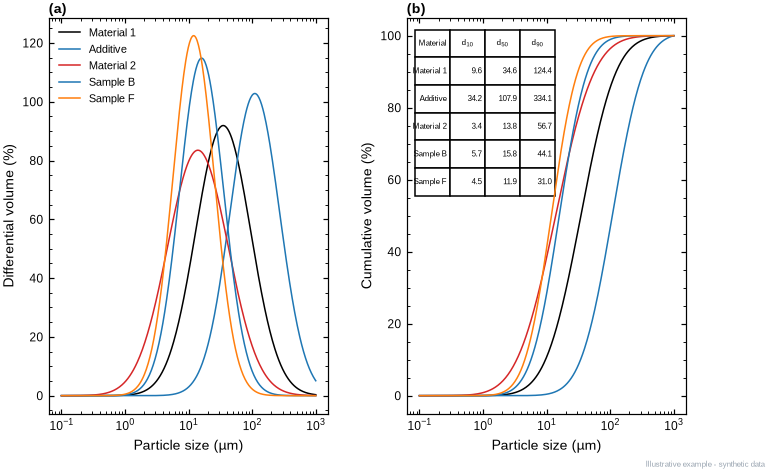 (a)
Material 1
Additive
Material 2
Sample B
Sample F
Differential volume (%)
120
100
80
60
40
20
0
10⁻¹ 10⁰ 10¹ 10² 10³
Particle size (µm)
(b)
Material d₁₀ d₅₀ d₉₀
Material 1 9.6 34.6 124.4
Additive 34.2 107.9 334.1
Material 2 3.4 13.8 56.7
Sample B 5.7 15.8 44.1
Sample F 4.5 11.9 31.0
Cumulative volume (%)
100
80
60
40
20
0
10⁻¹ 10⁰ 10¹ 10² 10³
Particle size (µm)
Illustrative example - synthetic data